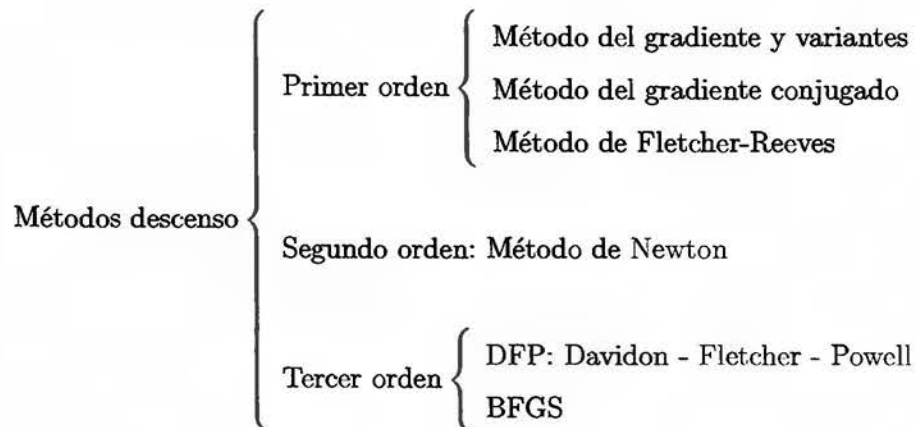 Método del gradiente y variantes
Primer orden
Método del gradiente conjugado
Método de Fletcher-Reeves
Métodos descenso
Segundo orden: Método de Newton
DFP: Davidon - Fletcher - Powell
Tercer orden
BFGS